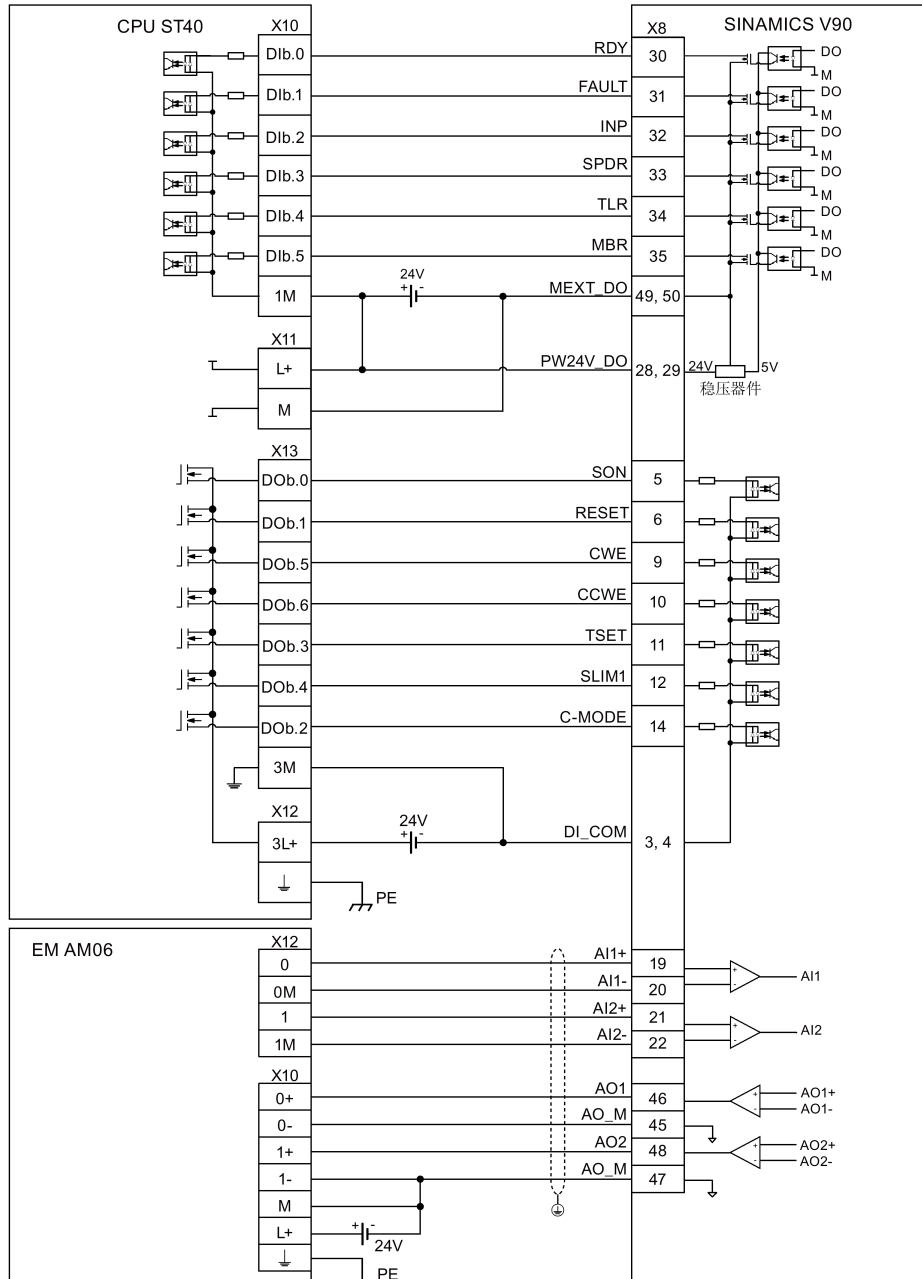 CPU ST40
X10
X8
SINAMICS V90
DIb.0
RDY
30
DO
M
DIb.1
FAULT
31
DO
M
DIb.2
INP
32
DO
M
DIb.3
SPDR
33
DO
M
DIb.4
TLR
34
DO
M
DIb.5
MBR
35
DO
M
24V
+ -
1M
MEXT_DO
49, 50
X11
L+
PW24V_DO
28, 29
24V
5V
稳压器件
M
X13
DOb.0
SON
5
DOb.1
RESET
6
DOb.5
CWE
9
DOb.6
CCWE
10
DOb.3
TSET
11
DOb.4
SLIM1
12
DOb.2
C-MODE
14
3M
X12
24V
+ -
3L+
DI_COM
3, 4
PE
EM AM06
X12
0
AI1+
19
+
0M
AI1-
20
-
AI1
1
AI2+
21
+
1M
AI2-
22
-
AI2
X10
0+
AO1
46
+
AO1+
-
AO1-
0-
AO_M
45
1+
AO2
48
+
AO2+
-
AO2-
1-
AO_M
47
M
L+
+ -
24V
PE